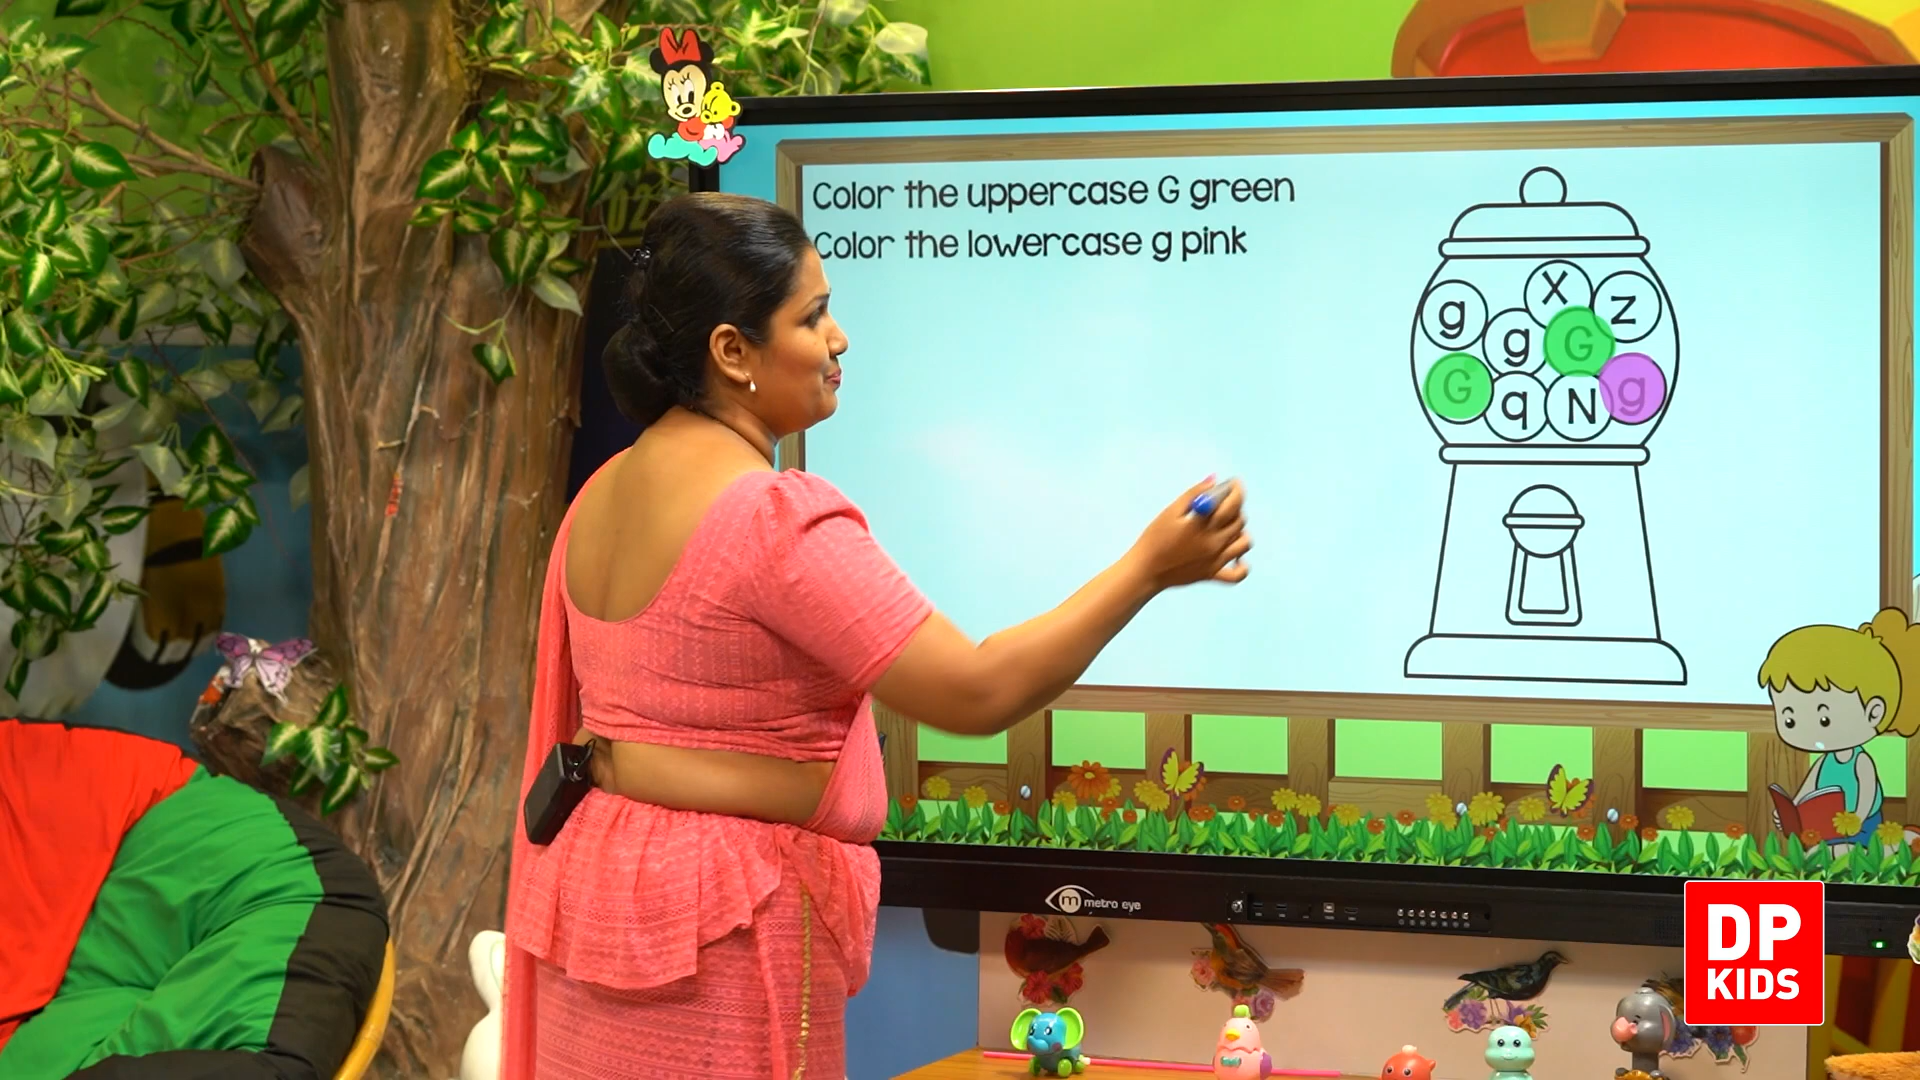 Color the uppercase G green
Color the lowercase g pink
X
g z
g G
G q N g
metro eye
DP
KIDS